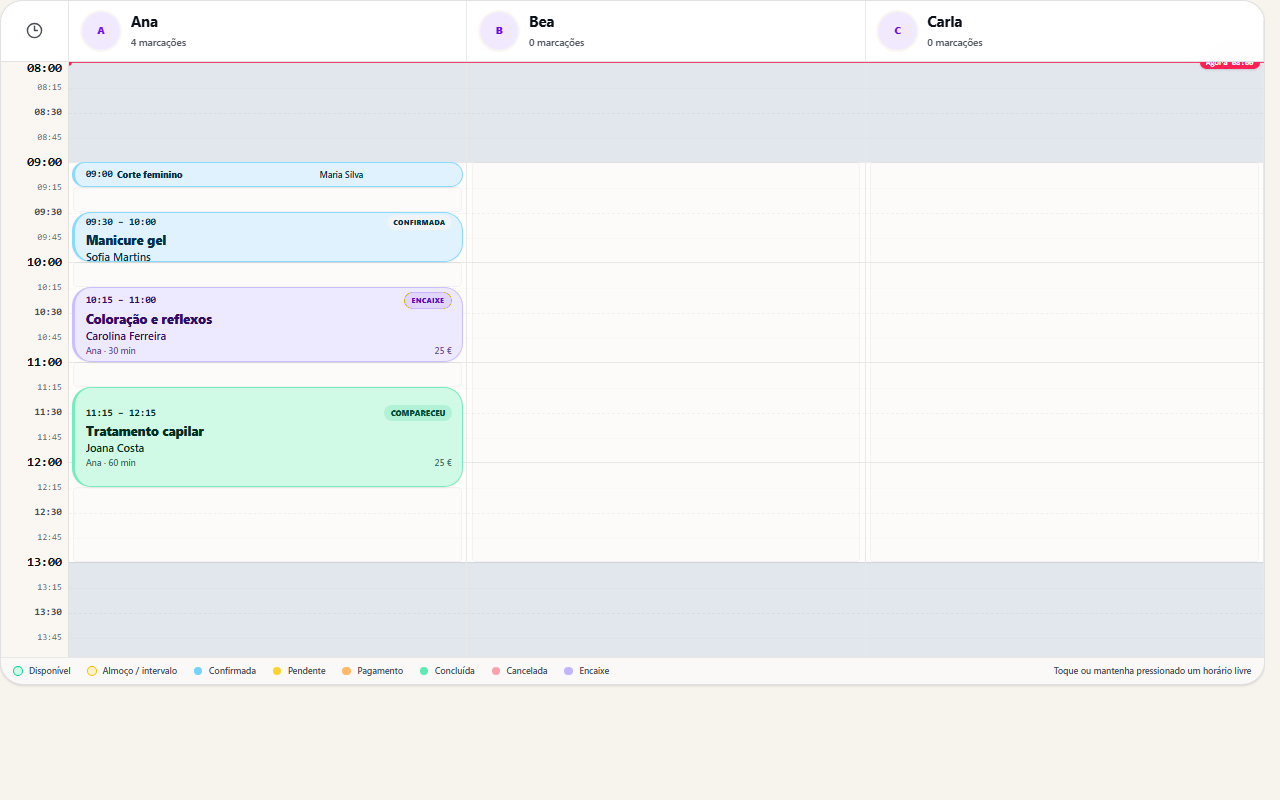 A
Ana
4 marcações
B
Bea
0 marcações
C
Carla
0 marcações
08:00
Agora 08:00
08:15
08:30
08:45
09:00
09:00 Corte feminino Maria Silva
09:15
09:30
09:30 – 10:00 CONFIRMADA
09:45
Manicure gel
Sofia Martins
10:00
10:15
10:15 – 11:00 ENCAIXE
10:30
Coloração e reflexos
10:45
Carolina Ferreira
Ana · 30 min 25 €
11:00
11:15
11:30
11:15 – 12:15 COMPARECEU
11:45
Tratamento capilar
Joana Costa
12:00
Ana · 60 min 25 €
12:15
12:30
12:45
13:00
13:15
13:30
13:45
Disponível Almoço / intervalo Confirmada Pendente Pagamento Concluída Cancelada Encaixe Toque ou mantenha pressionado um horário livre